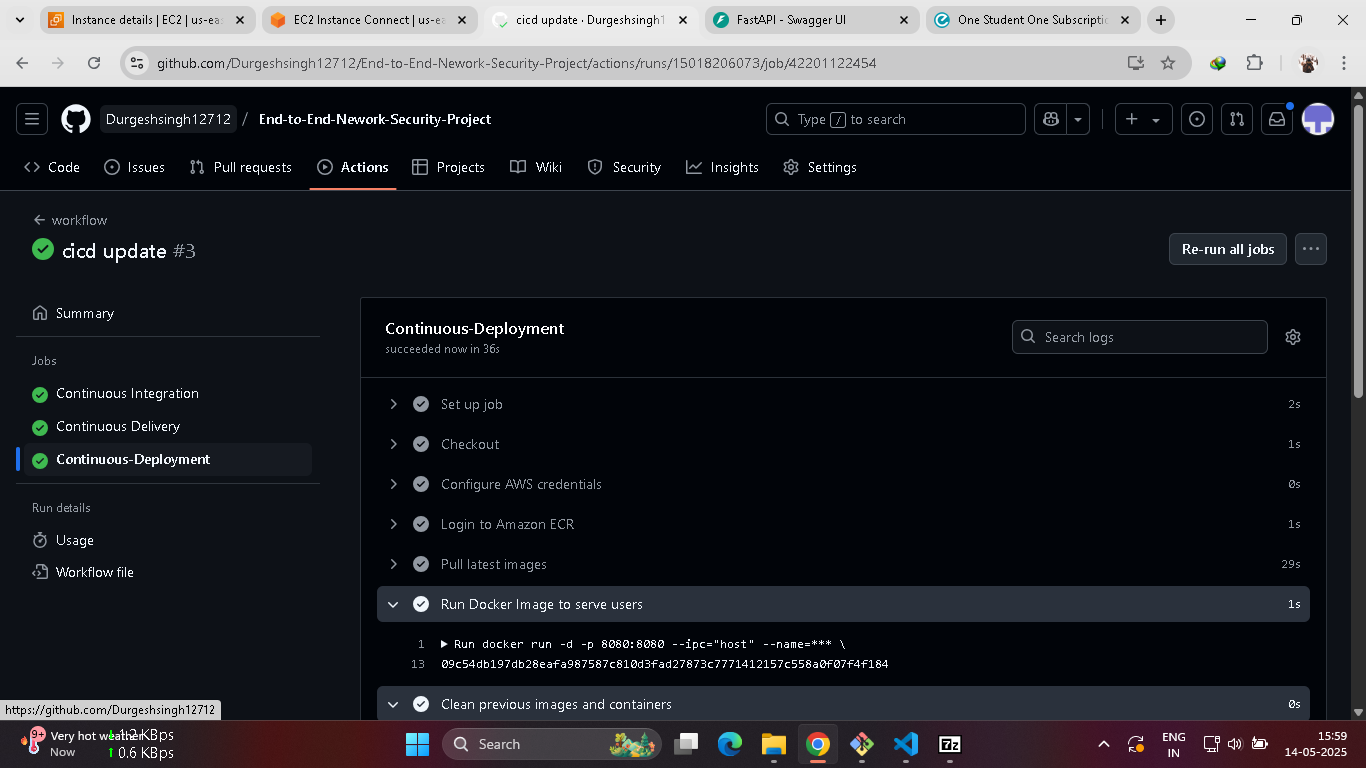 Instance details | EC2 | us-ea
EC2 Instance Connect | us-ea
cicd update · Durgeshsingh1
FastAPI - Swagger UI
One Student One Subscriptio
github.com/Durgeshsingh12712/End-to-End-Nework-Security-Project/actions/runs/15018206073/job/42201122454
Durgeshsingh12712 / End-to-End-Nework-Security-Project
Type / to search
Code
Issues
Pull requests
Actions
Projects
Wiki
Security
Insights
Settings
workflow
cicd update #3
Re-run all jobs
Summary
Jobs
Continuous Integration
Continuous Delivery
Continuous-Deployment
Run details
Usage
Workflow file
Continuous-Deployment
succeeded now in 36s
Search logs
Set up job 2s
Checkout 1s
Configure AWS credentials 0s
Login to Amazon ECR 1s
Pull latest images 29s
Run Docker Image to serve users 1s
1 Run docker run -d -p 8080:8080 --ipc="host" --name=*** \
13 09c54db197db28eafa987587c810d3fad27873c7771412157c558a0f07f4f184
Clean previous images and containers 0s
https://github.com/Durgeshsingh12712
9+
Very hot weather
Now
1.2 KBps
0.6 KBps
Search
7z
ENG
IN
15:59
14-05-2025